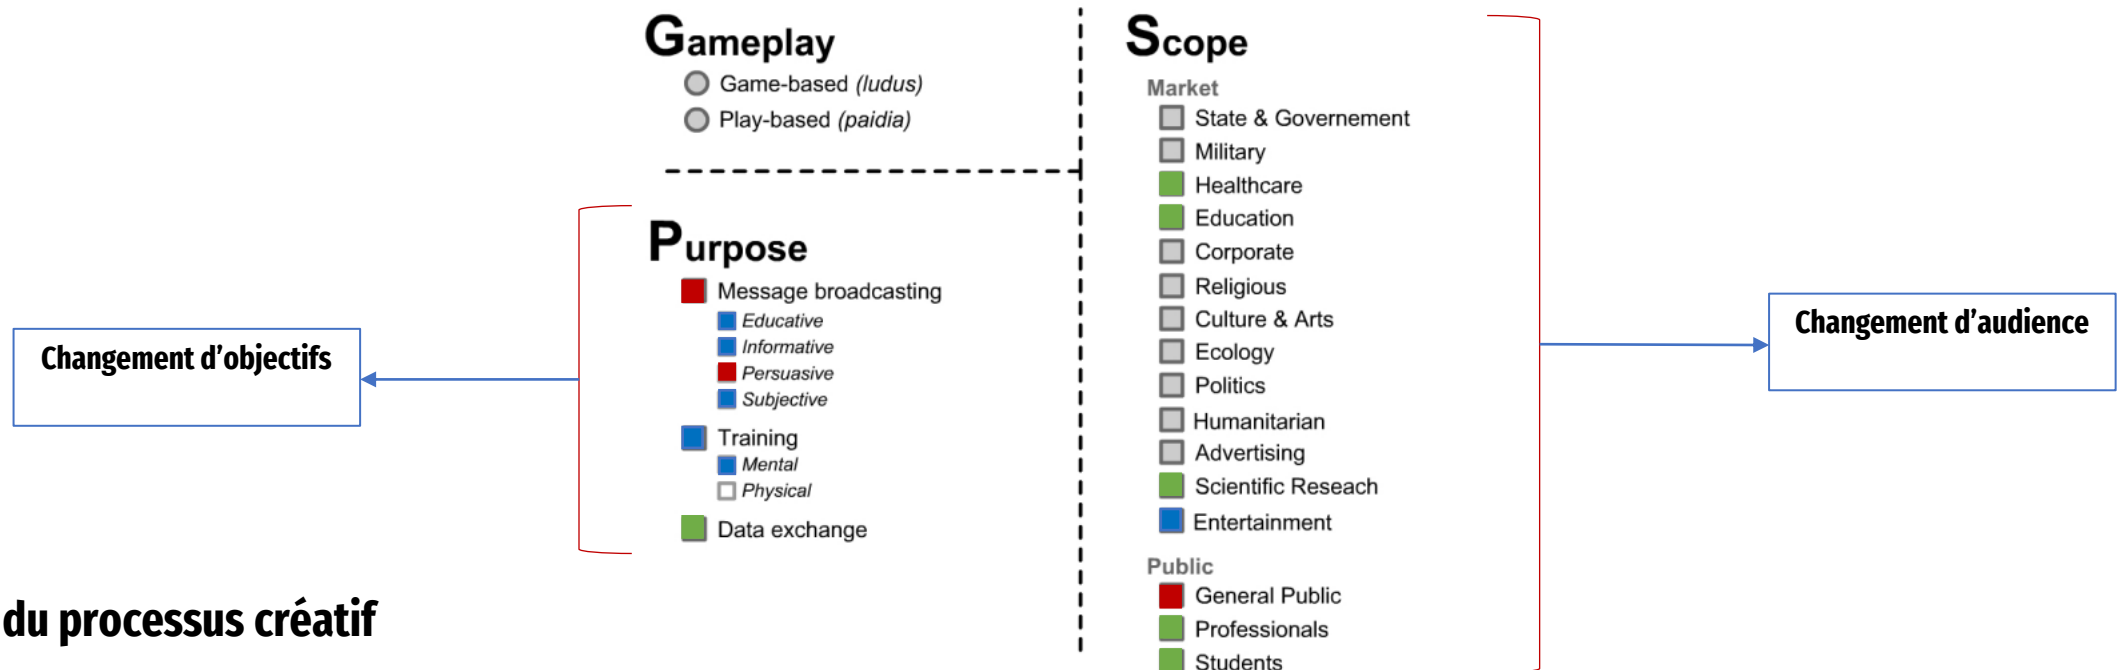 Gameplay
Game-based (ludus)
Play-based (paidia)
Purpose
Message broadcasting
Educative
Informative
Persuasive
Subjective
Training
Mental
Physical
Data exchange
Changement d'objectifs
du processus créatif
Scope
Market
State & Governement
Military
Healthcare
Education
Corporate
Religious
Culture & Arts
Ecology
Politics
Humanitarian
Advertising
Scientific Reseach
Entertainment
Public
General Public
Professionals
Students
Changement d'audience